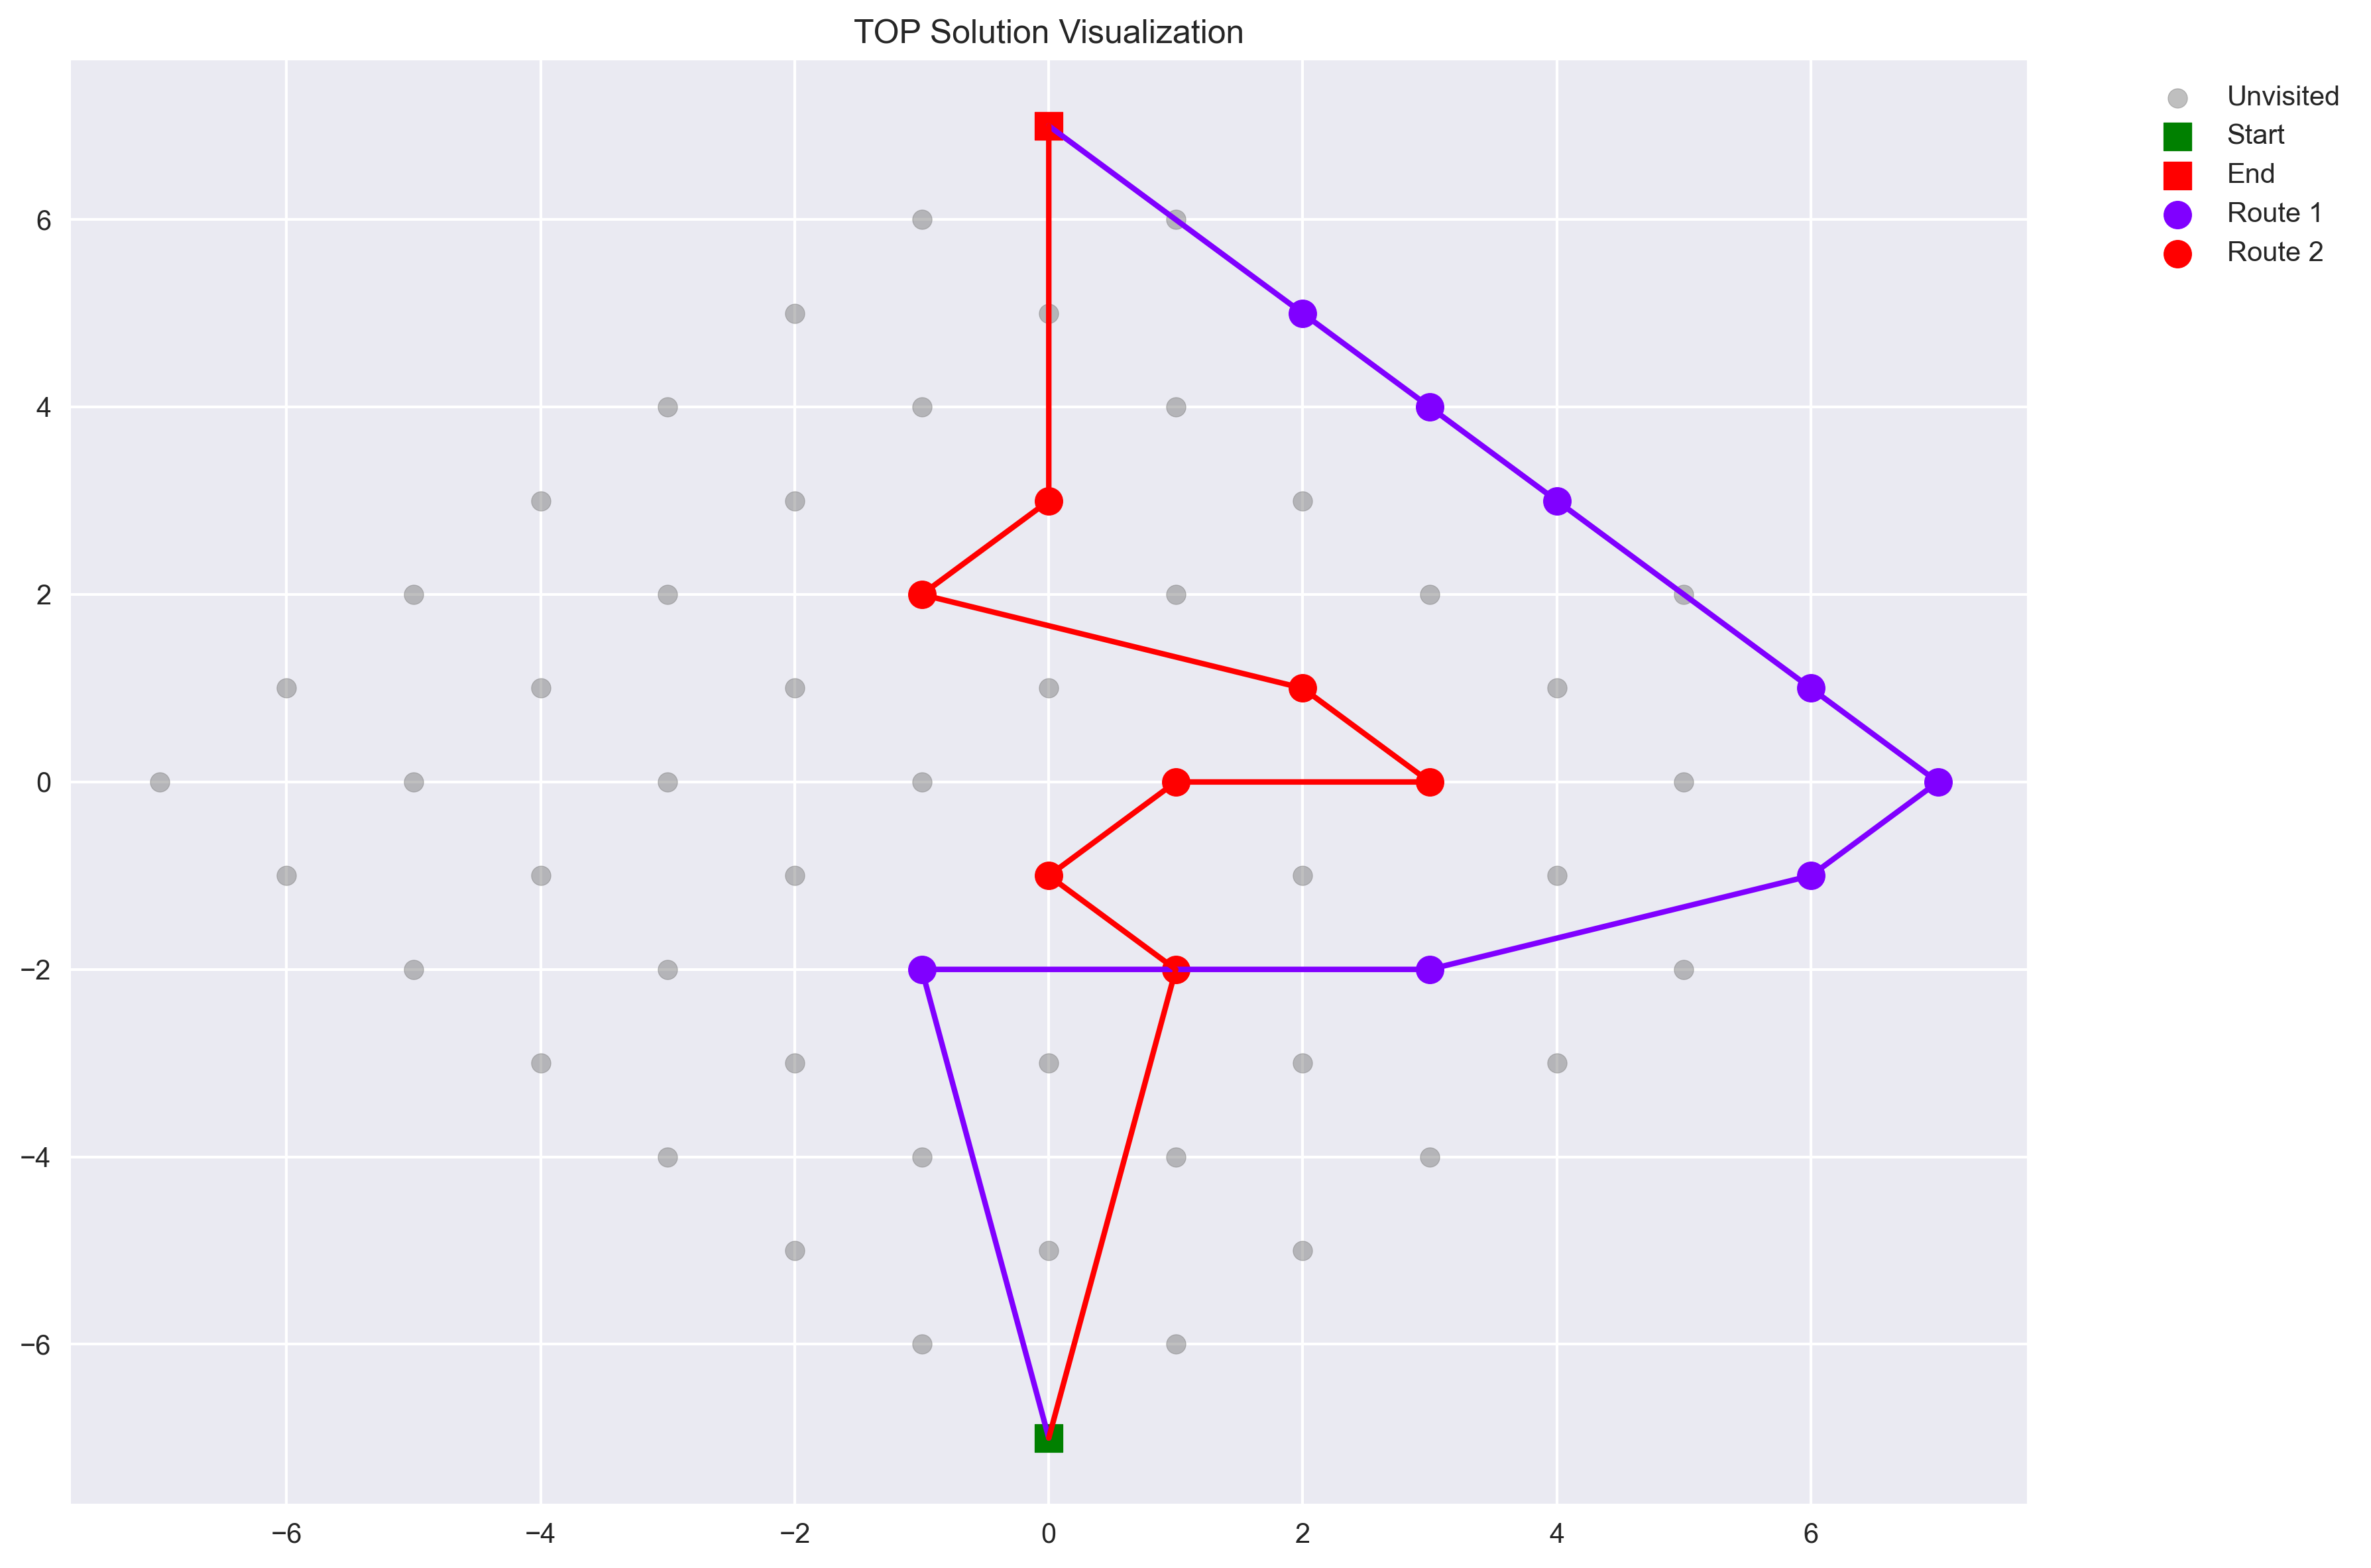 TOP Solution Visualization
Unvisited
Start
End
Route 1
Route 2
6
4
2
0
−2
−4
−6
−6 −4 −2 0 2 4 6